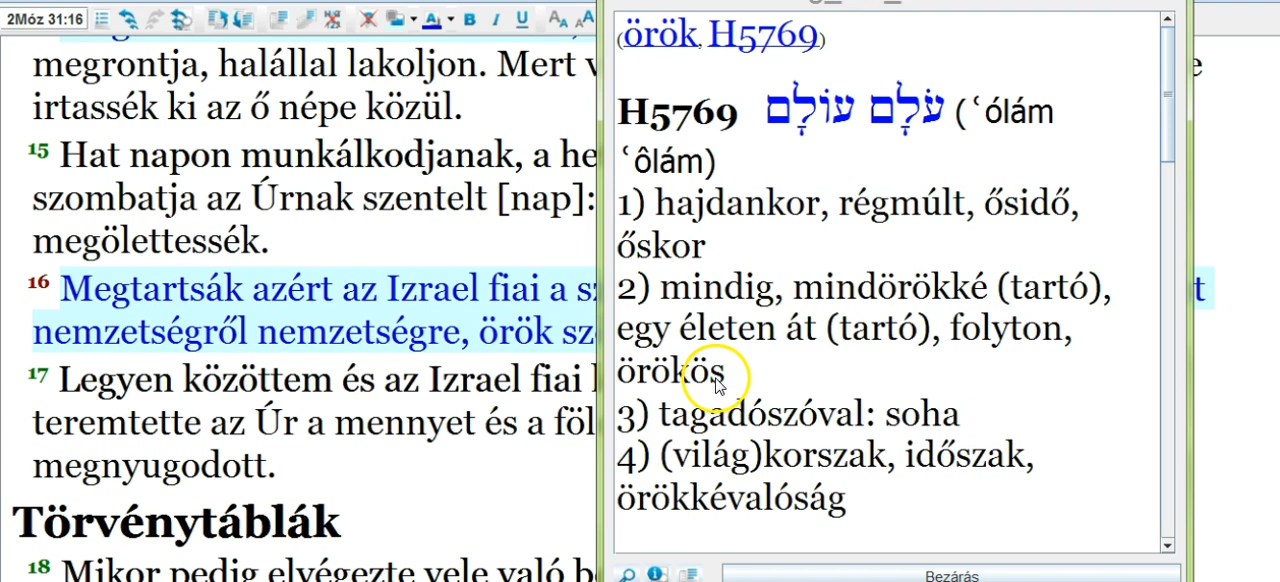 2Móz 31:16
megrontja, halállal lakoljon. Mert
irtassék ki az ő népe közül.
15 Hat napon munkálkodjanak, a
szombatja az Úrnak szentelt [nap]:
megölettessék.
16 Megtartsák azért az Izrael fiai a
nemzetségről nemzetségre, örök
17 Legyen közöttem és az Izrael fiai
teremtette az Úr a mennyet és a
megnyugodott.
Törvénytáblák
18 Mikor pedig elvégezte vele való
(örök, H5769)
H5769 עֹלָם עוֹלָם (ʿólám
ʿôlám)
1) hajdankor, régmúlt, ősidő,
őskor
2) mindig, mindörökké (tartó),
egy életen át (tartó), folyton,
örökös
3) tagadószóval: soha
4) (világ)korszak, időszak,
örökkévalóság
Bezárás